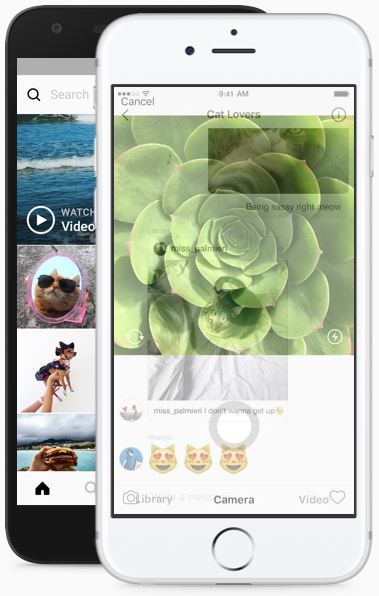 Search
WATCH
Video
9:41 AM
Cancel
Cat Lovers
Being sassy right meow
miss_palmieri
miss_palmieri I don't wanna get up
Library
Camera
Video